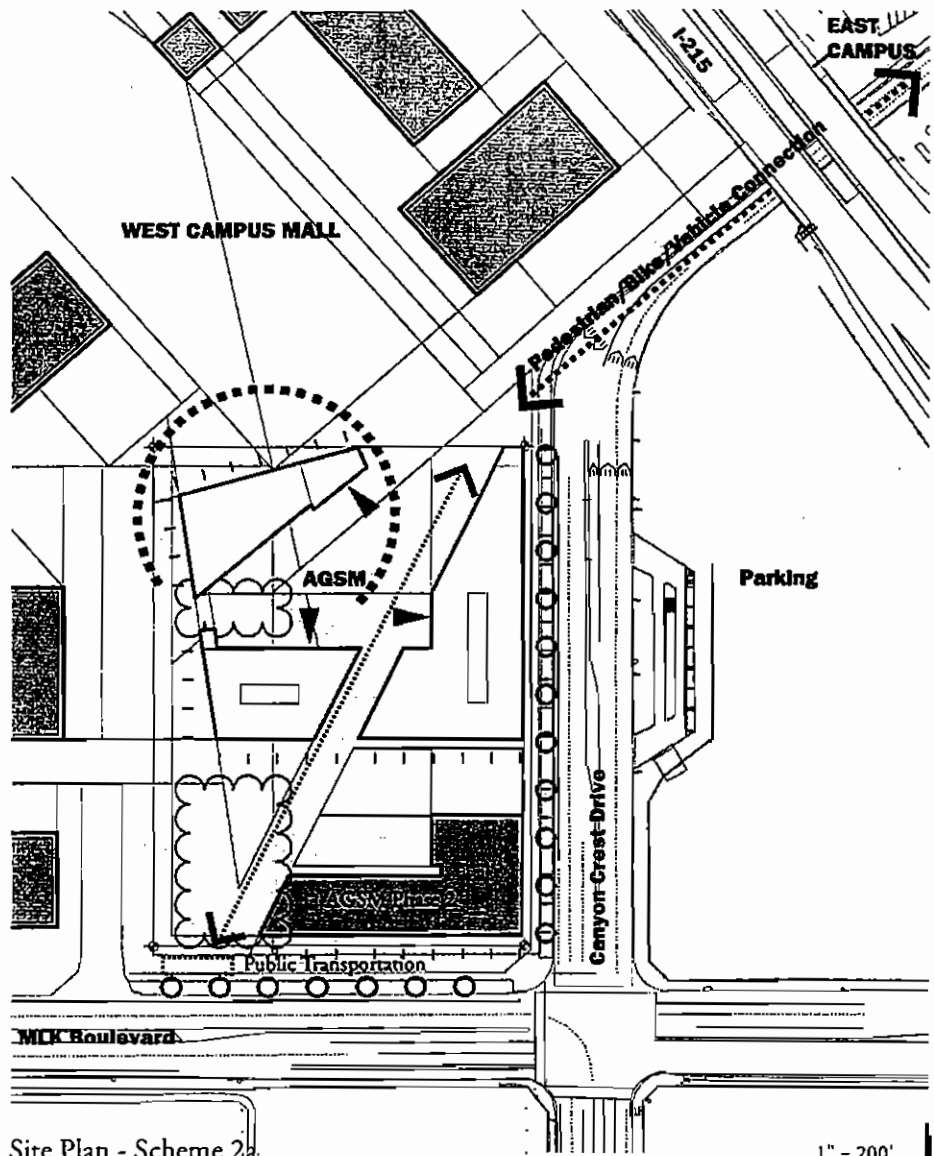 EAST
CAMPUS
I-215
Pedestrian/Bike/Vehicle Connection
WEST CAMPUS MALL
AGSM
Parking
Canyon Crest Drive
AGSM Phase 2
Public Transportation
MLK Boulevard
Site Plan - Scheme 2a
1" = 200'